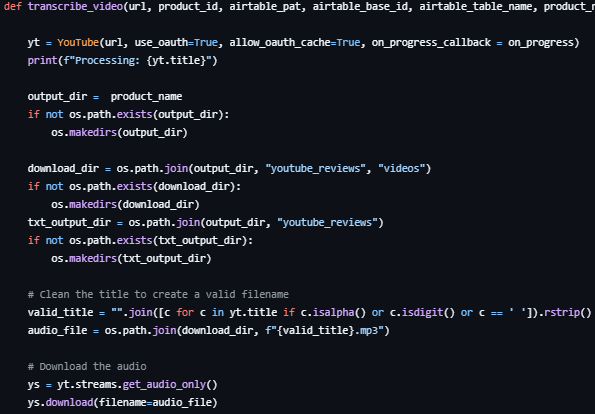 def transcribe_video(url, product_id, airtable_pat, airtable_base_id, airtable_table_name,
yt = YouTube(url, use_oauth=True, allow_oauth_cache=True, on_progress_callback = on_progress)
print(f"Processing: {yt.title}")
output_dir =  product_name
if not os.path.exists(output_dir):
os.makedirs(output_dir)
download_dir = os.path.join(output_dir, "youtube_reviews", "videos")
if not os.path.exists(download_dir):
os.makedirs(download_dir)
txt_output_dir = os.path.join(output_dir, "youtube_reviews")
if not os.path.exists(txt_output_dir):
os.makedirs(txt_output_dir)
# Clean the title to create a valid filename
valid_title = "".join([c for c in yt.title if c.isalpha() or c.isdigit() or c == ' ']).rstrip()
audio_file = os.path.join(download_dir, f"{valid_title}.mp3")
# Download the audio
ys = yt.streams.get_audio_only()
ys.download(filename=audio_file)